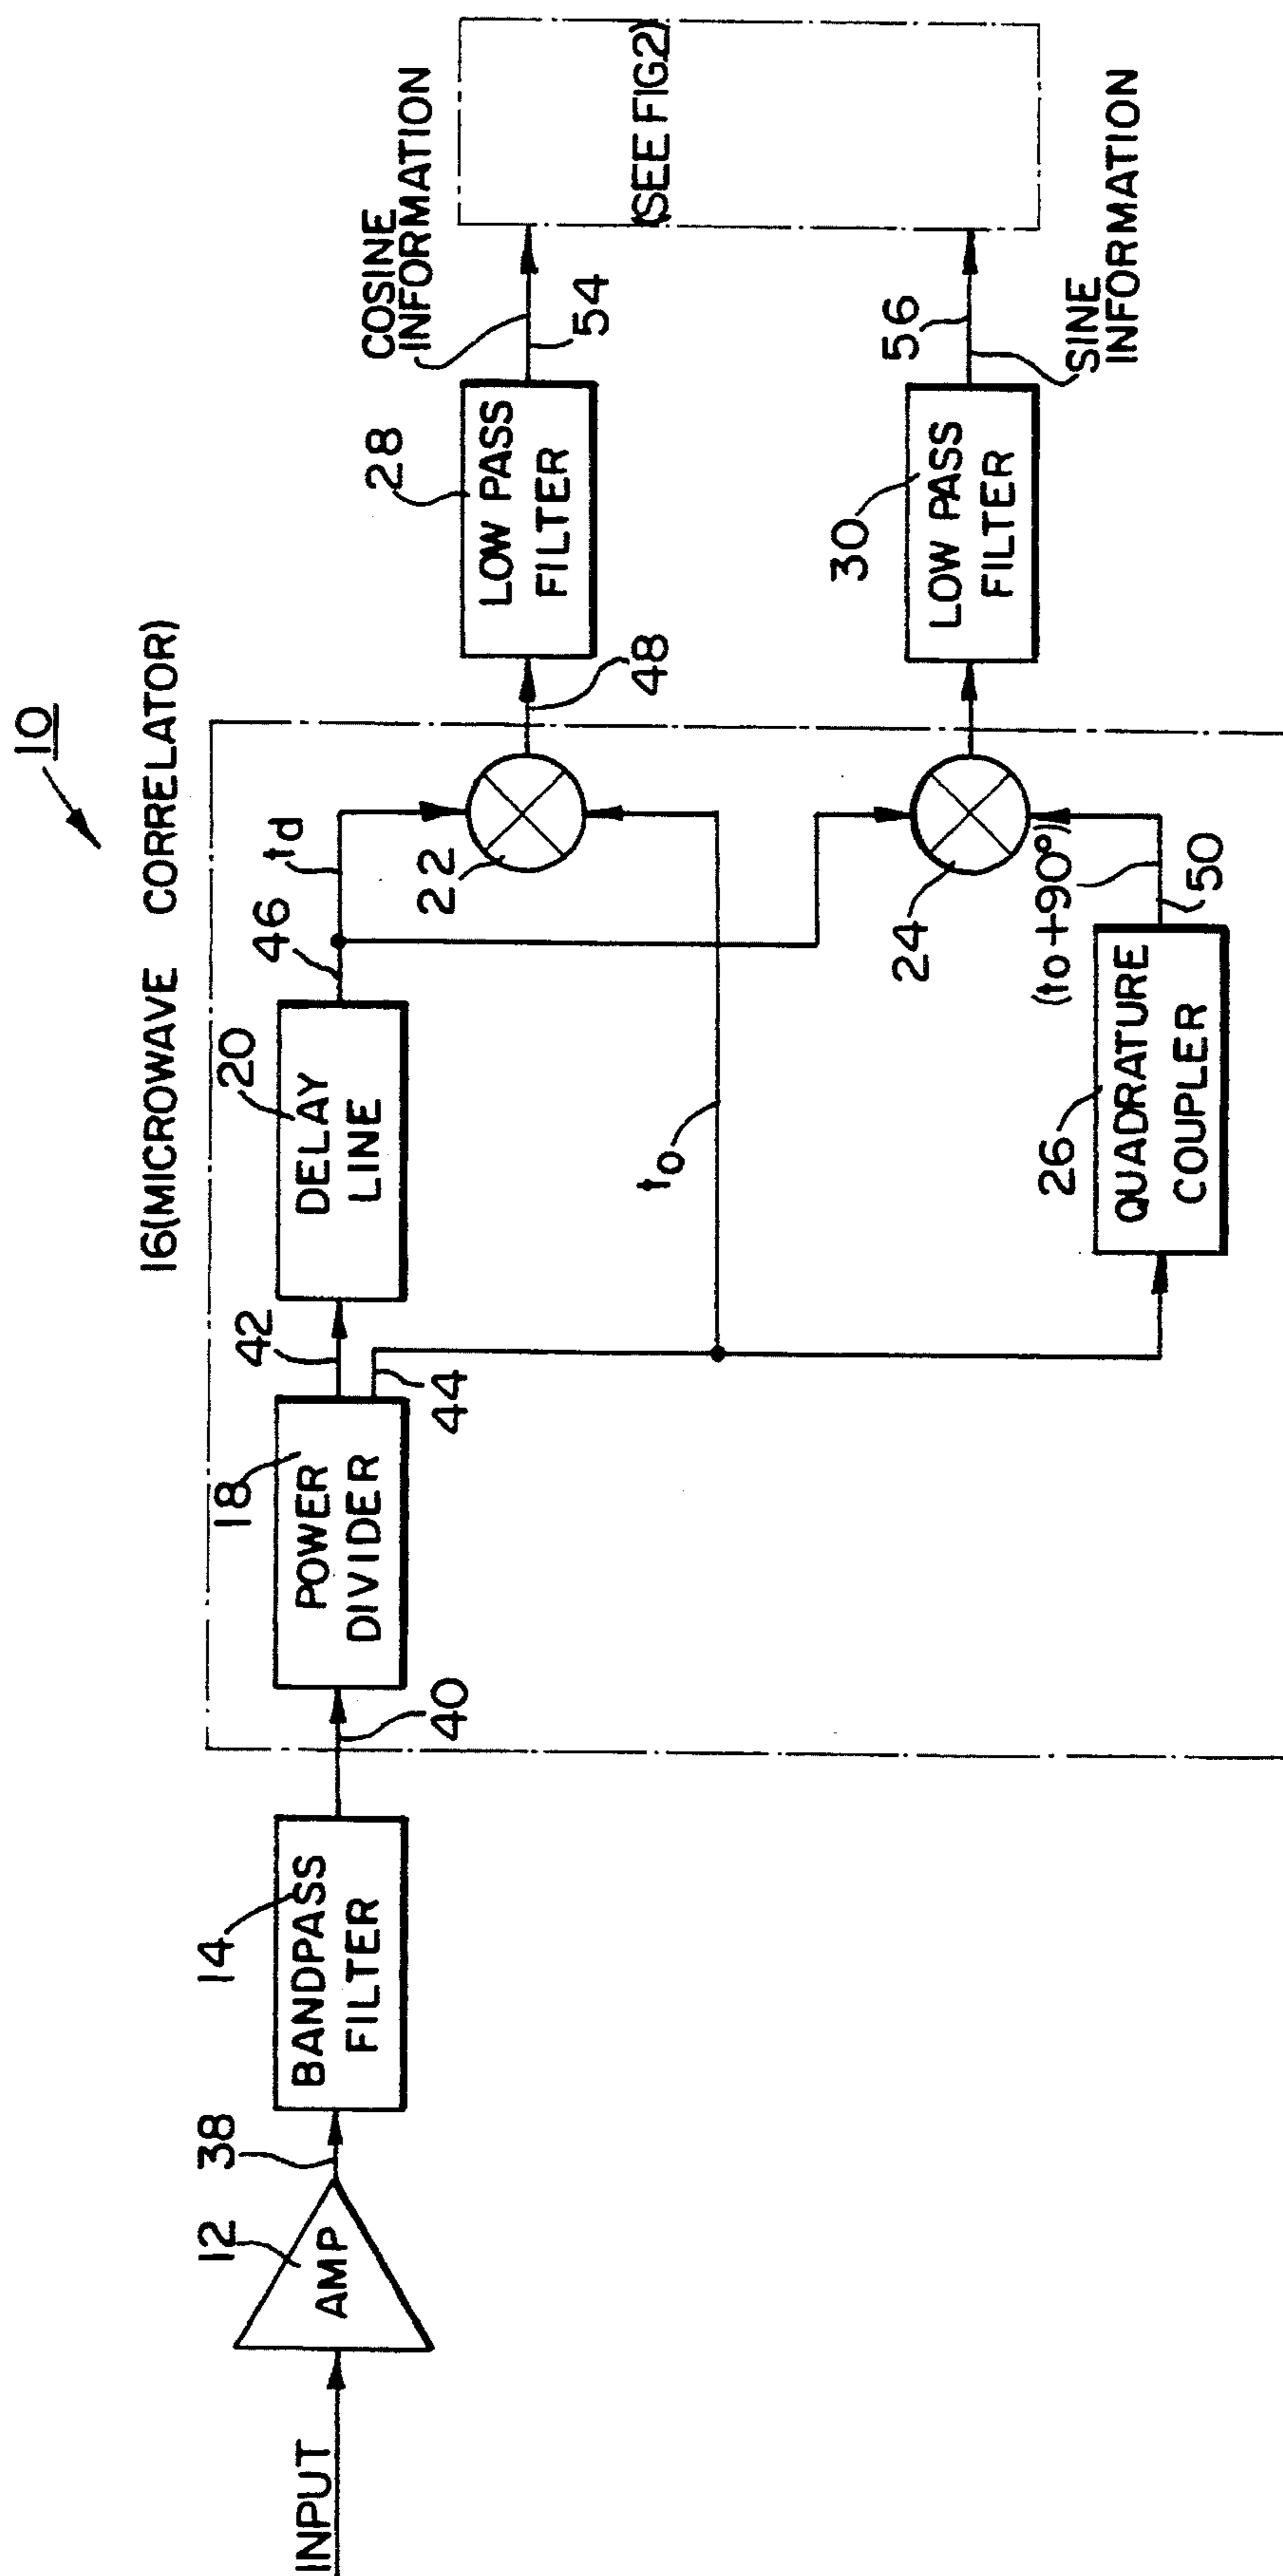 10
16(MICROWAVE CORRELATOR)
INPUT
12
AMP
38
14
BANDPASS
FILTER
40
18
POWER
DIVIDER
42
44
20
DELAY
LINE
46
td
to
22
24
26
QUADRATURE
COUPLER
(to+90°)
50
48
28
LOW PASS
FILTER
30
LOW PASS
FILTER
COSINE
INFORMATION
54
56
SINE
INFORMATION
(SEE FIG2)